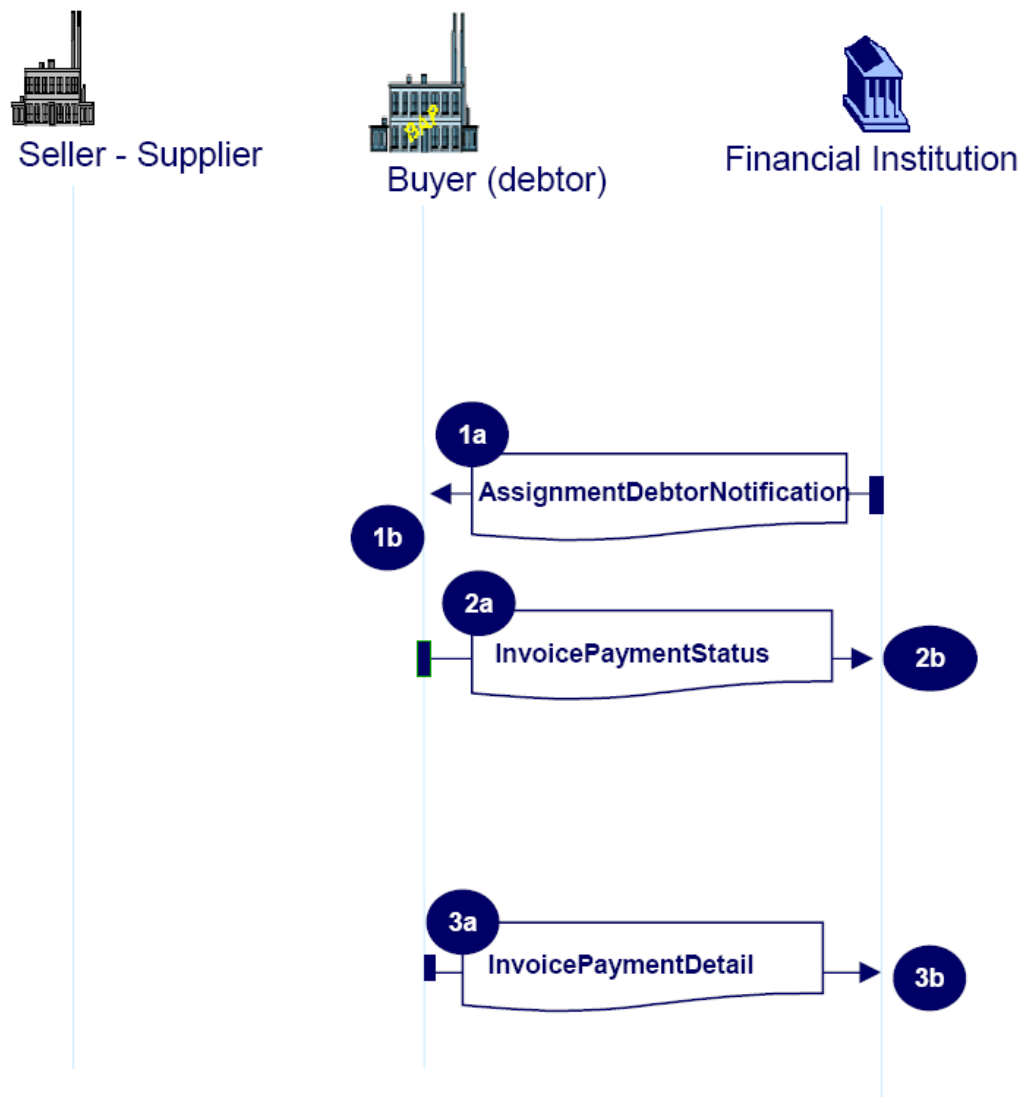 Seller - Supplier
Buyer (debtor)
Financial Institution
1a
AssignmentDebtorNotification
1b
2a
InvoicePaymentStatus
2b
3a
InvoicePaymentDetail
3b